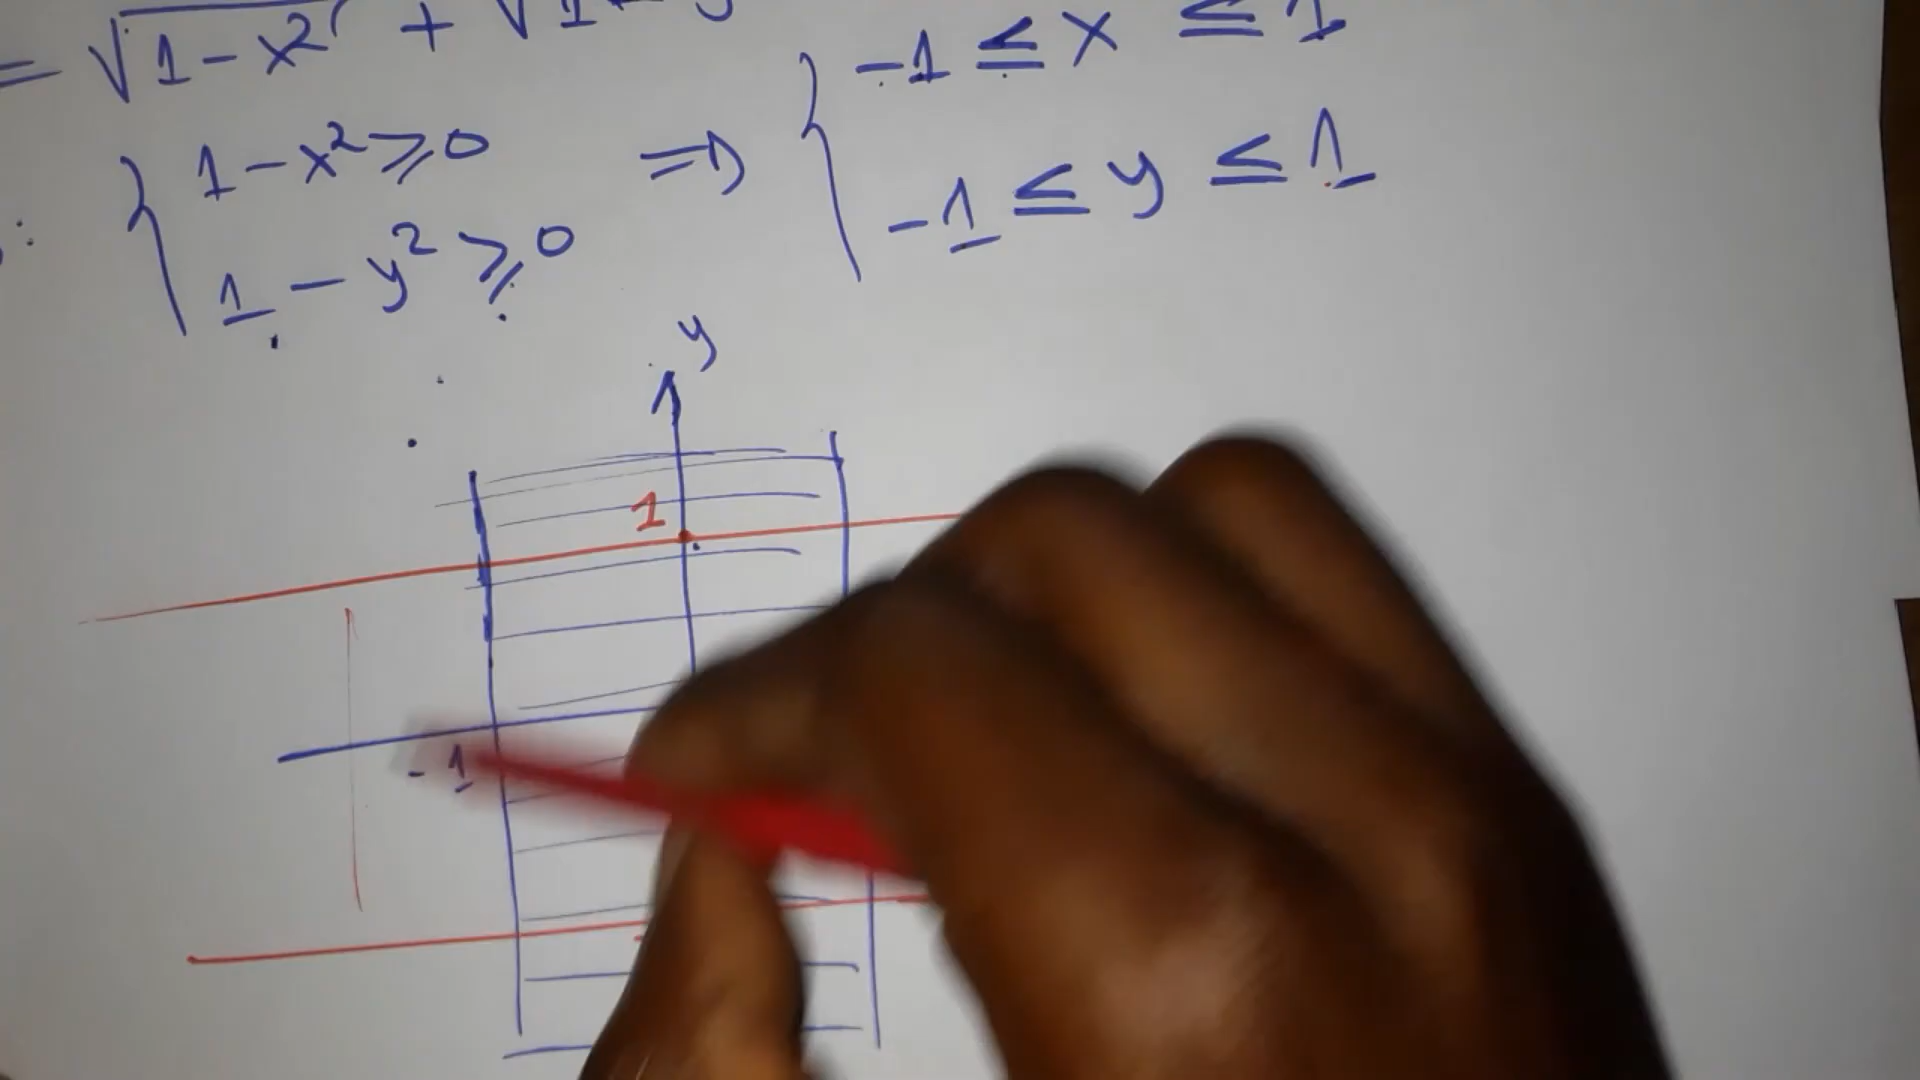 = √1-x² + √1-
-1 ≤ x ≤ 1
{ 1-x² ⩾ 0 ⇒ { -1 ≤ y ≤ 1
1-y² ⩾ 0
y
1
-1